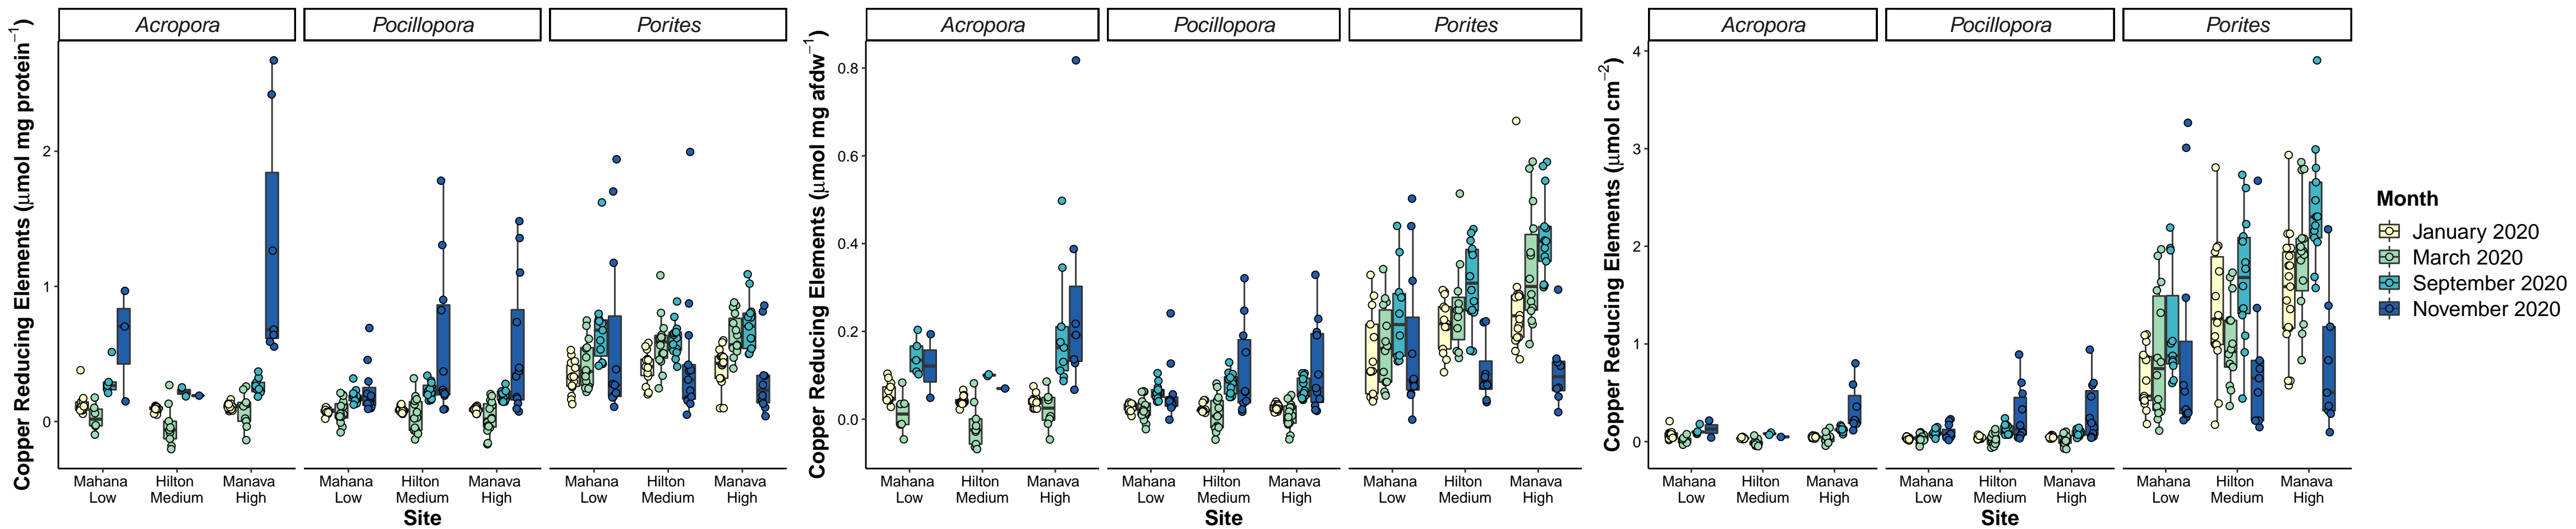 Copper Reducing Elements (μmol mg protein−1)
Acropora Pocillopora Porites
2
1
0
Mahana Low Hilton Medium Manava High Mahana Low Hilton Medium Manava High Mahana Low Hilton Medium Manava High
Site
Copper Reducing Elements (μmol mg afdw−1)
Acropora Pocillopora Porites
0.8
0.6
0.4
0.2
0.0
Mahana Low Hilton Medium Manava High Mahana Low Hilton Medium Manava High Mahana Low Hilton Medium Manava High
Site
Copper Reducing Elements (μmol cm−2)
Acropora Pocillopora Porites
4
3
2
1
0
Mahana Low Hilton Medium Manava High Mahana Low Hilton Medium Manava High Mahana Low Hilton Medium Manava High
Site
Month
January 2020
March 2020
September 2020
November 2020